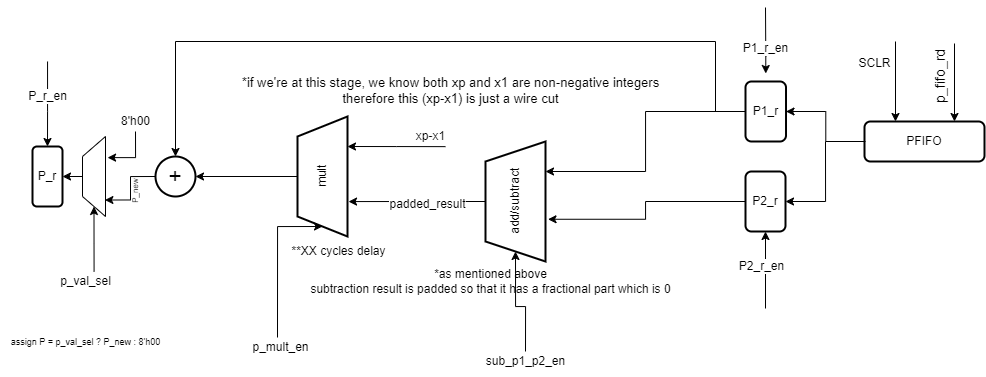 P1_r_en
SCLR
p_fifo_rd
*if we're at this stage, we know both xp and x1 are non-negative integers
therefore this (xp-x1) is just a wire cut
P_r_en
8'h00
xp-x1
P1_r
PFIFO
P_r
P_new
+
mult
padded_result
add/subtract
P2_r
**XX cycles delay
P2_r_en
p_val_sel
*as mentioned above
subtraction result is padded so that it has a fractional part which is 0
assign P = p_val_sel ? P_new : 8'h00
p_mult_en
sub_p1_p2_en